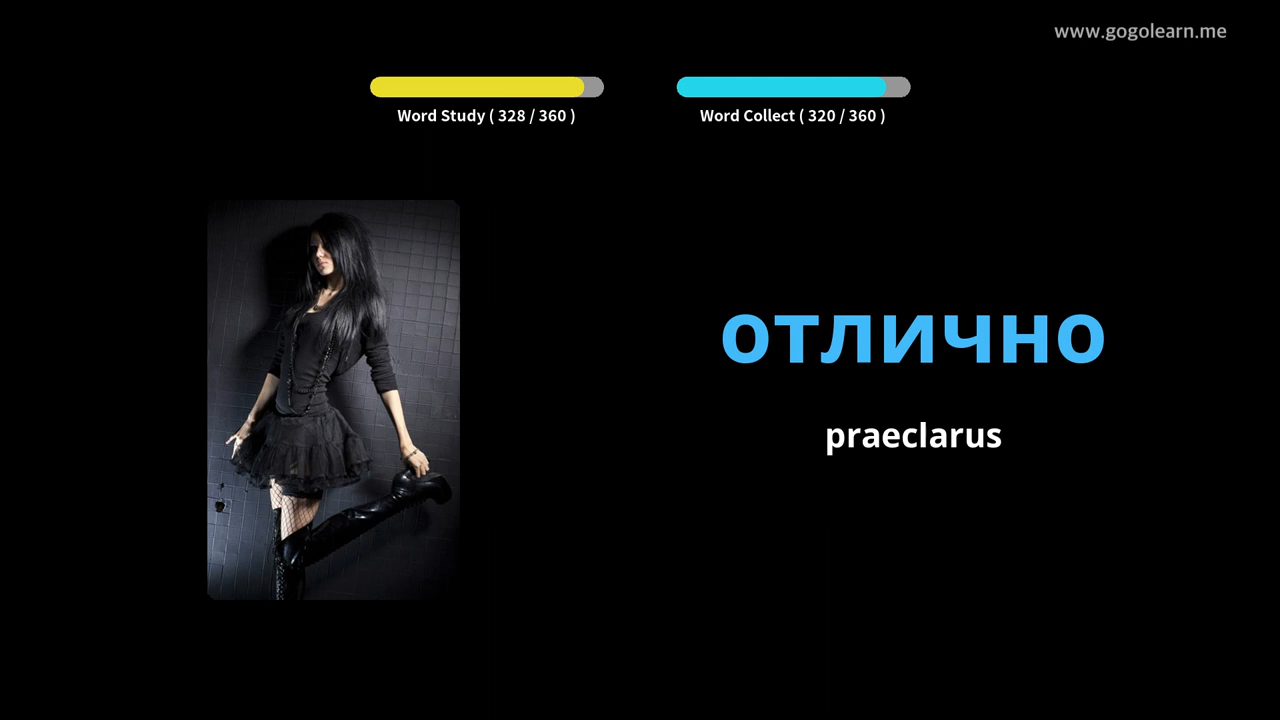 www.gogolearn.me
Word Study ( 328 / 360 )
Word Collect ( 320 / 360 )
отлично
praeclarus